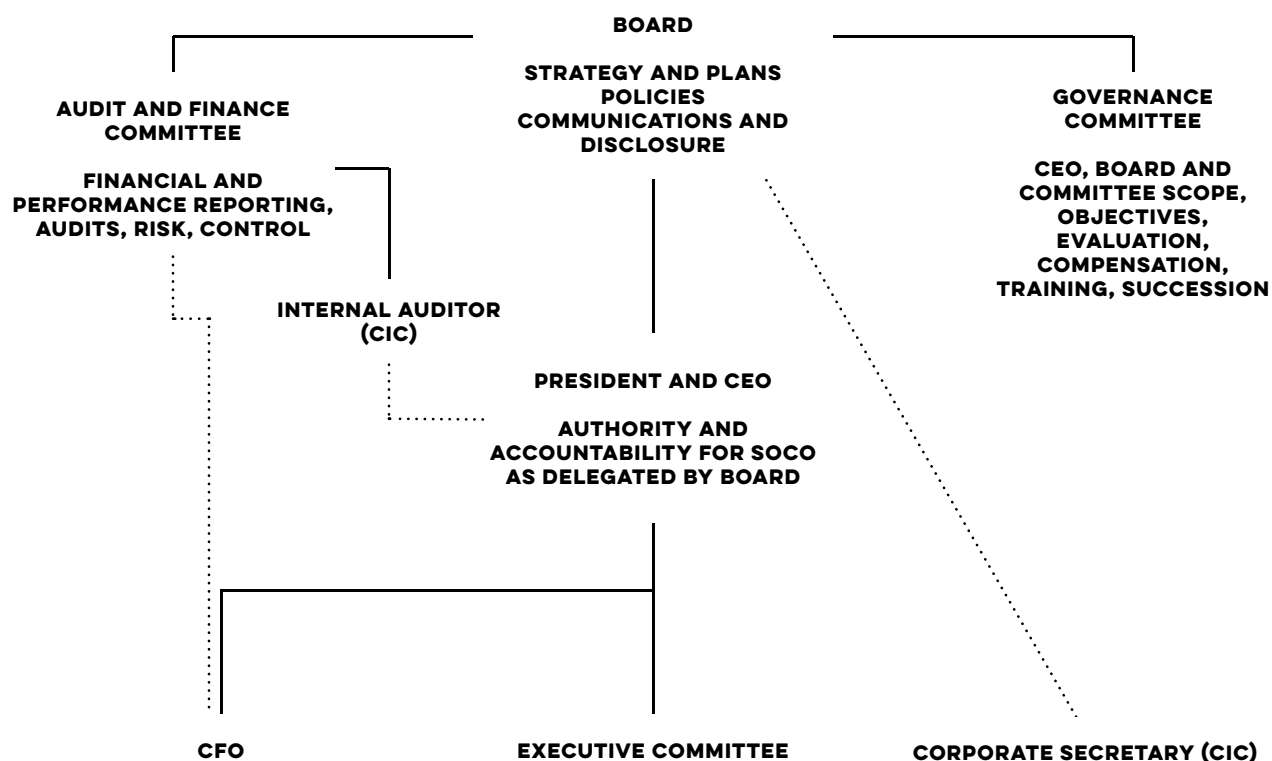 BOARD
STRATEGY AND PLANS
POLICIES
COMMUNICATIONS AND
DISCLOSURE
AUDIT AND FINANCE
COMMITTEE
FINANCIAL AND
PERFORMANCE REPORTING,
AUDITS, RISK, CONTROL
GOVERNANCE
COMMITTEE
CEO, BOARD AND
COMMITTEE SCOPE,
OBJECTIVES,
EVALUATION,
COMPENSATION,
TRAINING, SUCCESSION
INTERNAL AUDITOR
(CIC)
PRESIDENT AND CEO
AUTHORITY AND
ACCOUNTABILITY FOR SOCO
AS DELEGATED BY BOARD
CFO
EXECUTIVE COMMITTEE
CORPORATE SECRETARY (CIC)